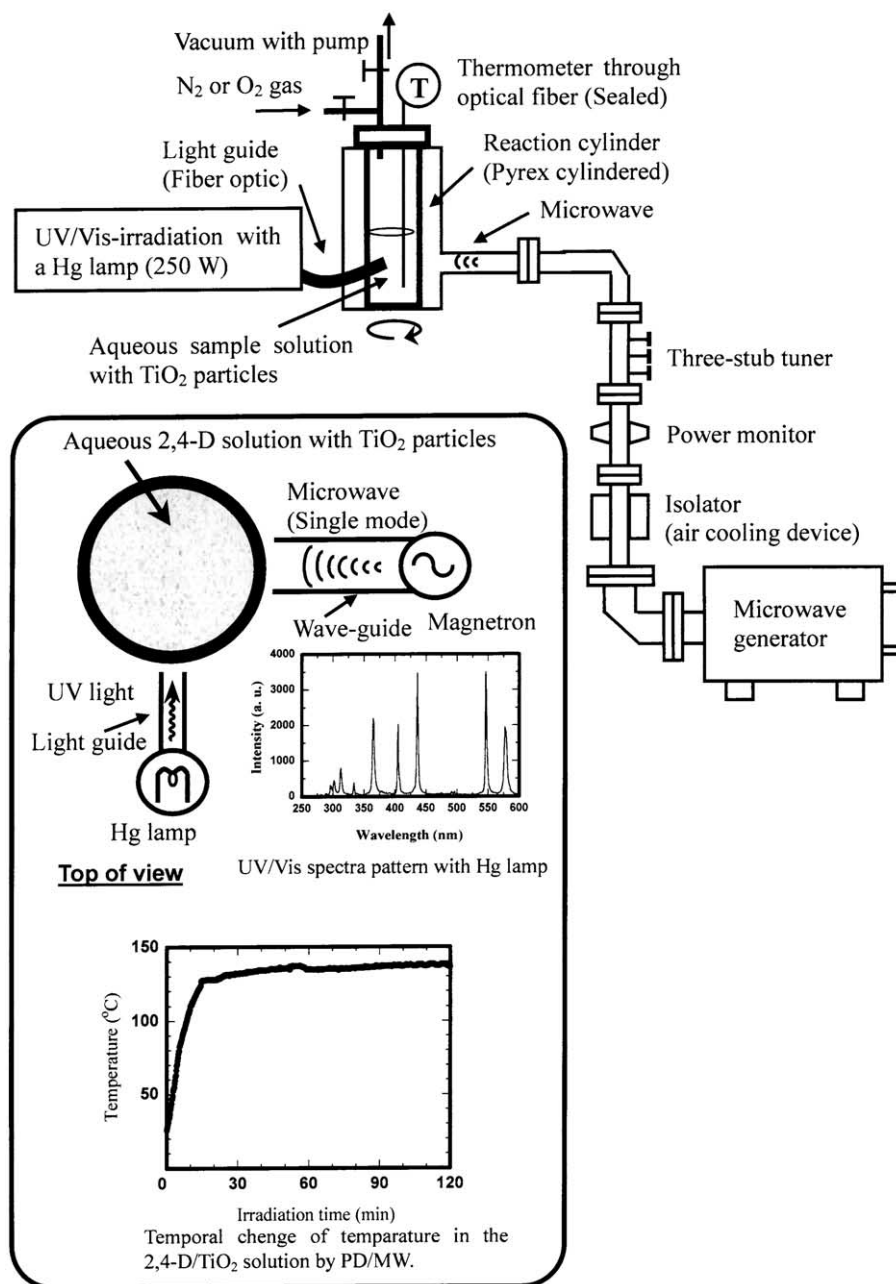 Vacuum with pump
N2 or O2 gas
T
Thermometer through
optical fiber (Sealed)
Light guide
(Fiber optic)
Reaction cylinder
(Pyrex cylindered)
Microwave
UV/Vis-irradiation with
a Hg lamp (250 W)
Aqueous sample solution
with TiO2 particles
Three-stub tuner
Power monitor
Isolator
(air cooling device)
Microwave
generator
Aqueous 2,4-D solution with TiO2 particles
Microwave
(Single mode)
Wave-guide
Magnetron
UV light
Light guide
Hg lamp
Top of view
Intensity (a. u.)
4000
3000
2000
1000
0
250 300 350 400 450 500 550 600
Wavelength (nm)
UV/Vis spectra pattern with Hg lamp
Temperature (°C)
150
100
50
0 30 60 90 120
Irradiation time (min)
Temporal chenge of temparature in the
2,4-D/TiO2 solution by PD/MW.